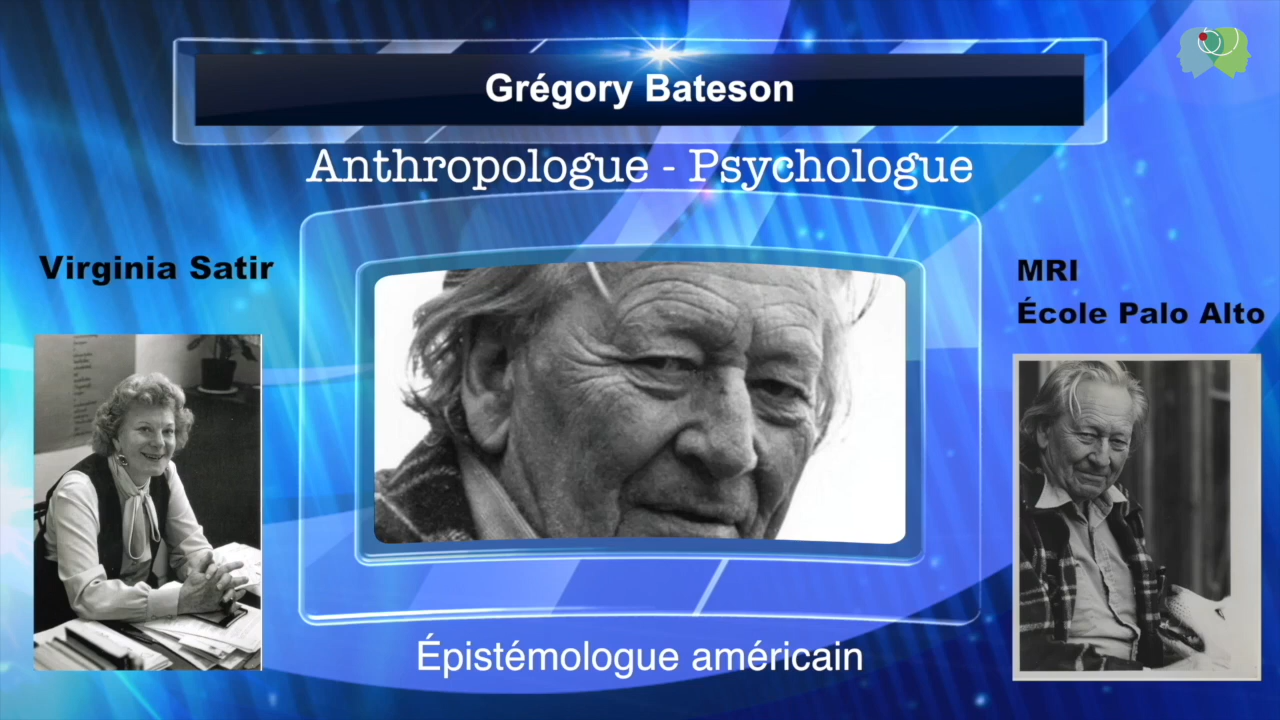 Grégory Bateson
Anthropologue - Psychologue
Virginia Satir
MRI
École Palo Alto
Épistémologue américain